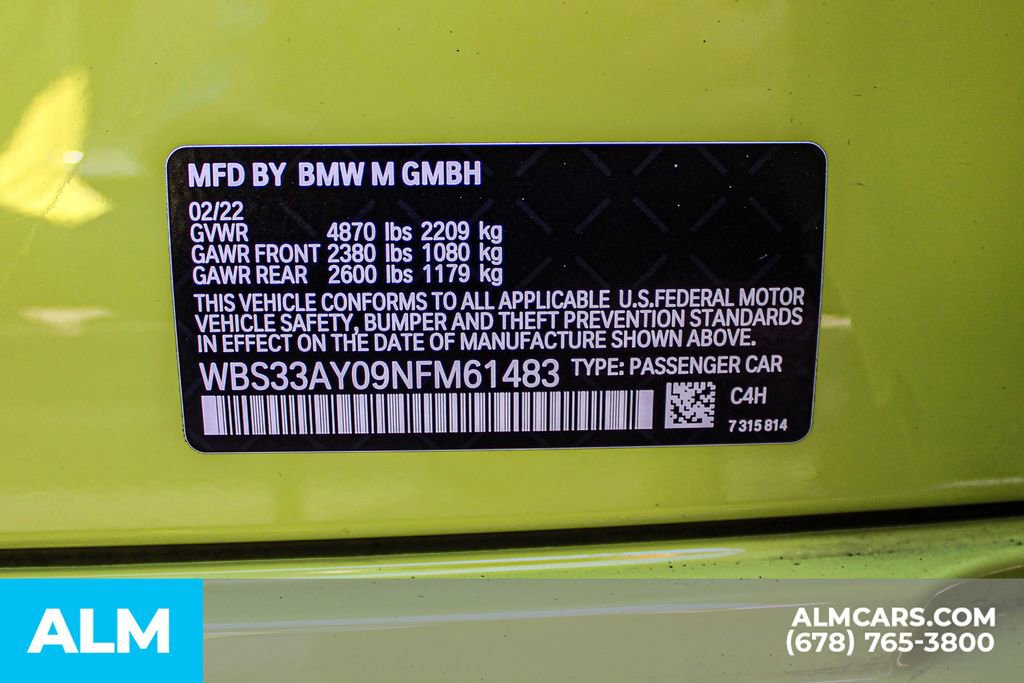 MFD BY BMW M GMBH
02/22
GVWR 4870 lbs 2209 kg
GAWR FRONT 2380 lbs 1080 kg
GAWR REAR 2600 lbs 1179 kg
THIS VEHICLE CONFORMS TO ALL APPLICABLE U.S.FEDERAL MOTOR
VEHICLE SAFETY, BUMPER AND THEFT PREVENTION STANDARDS
IN EFFECT ON THE DATE OF MANUFACTURE SHOWN ABOVE.
WBS33AY09NFM61483 TYPE: PASSENGER CAR
C4H
7315814
ALM
ALMCARS.COM
(678) 765-3800